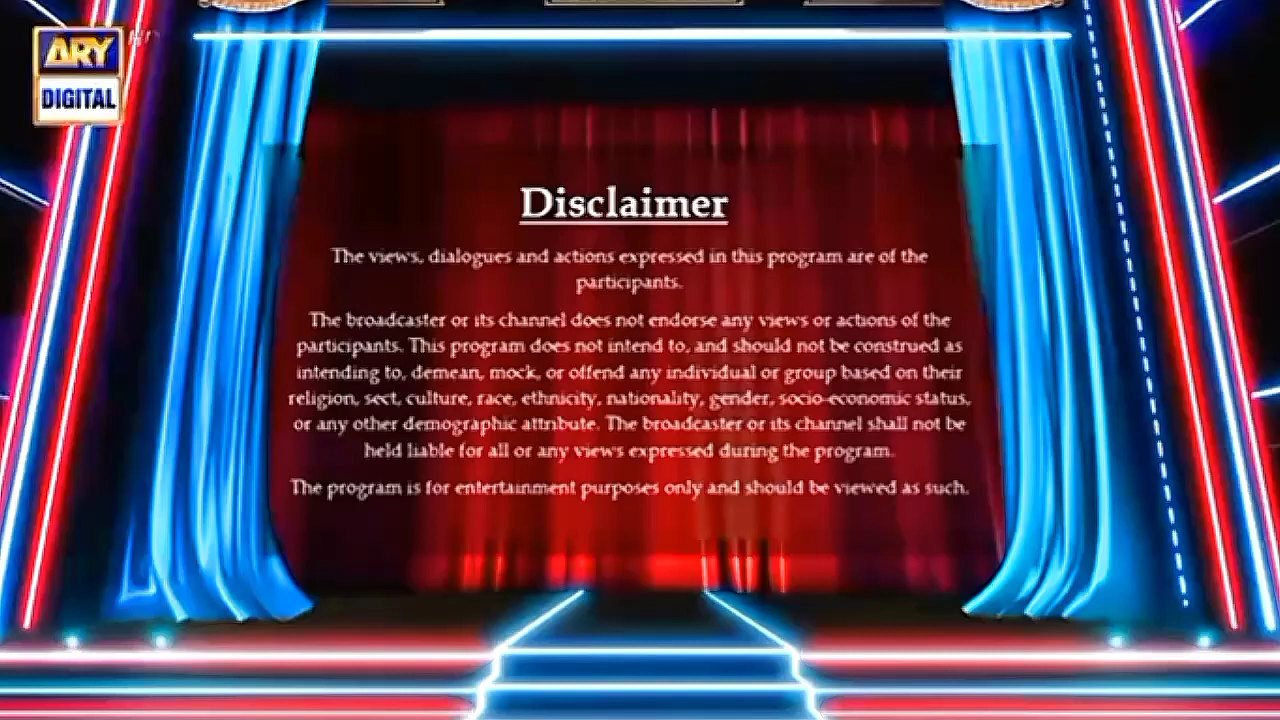 ARY
DIGITAL
HD
Disclaimer
The views, dialogues and actions expressed in this program are of the
participants.
The broadcaster or its channel does not endorse any views or actions of the
participants. This program does not intend to, and should not be construed as
intending to, demean, mock, or offend any individual or group based on their
religion, sect, culture, race, ethnicity, nationality, gender, socio-economic status,
or any other demographic attribute. The broadcaster or its channel shall not be
held liable for all or any views expressed during the program.
The program is for entertainment purposes only and should be viewed as such.